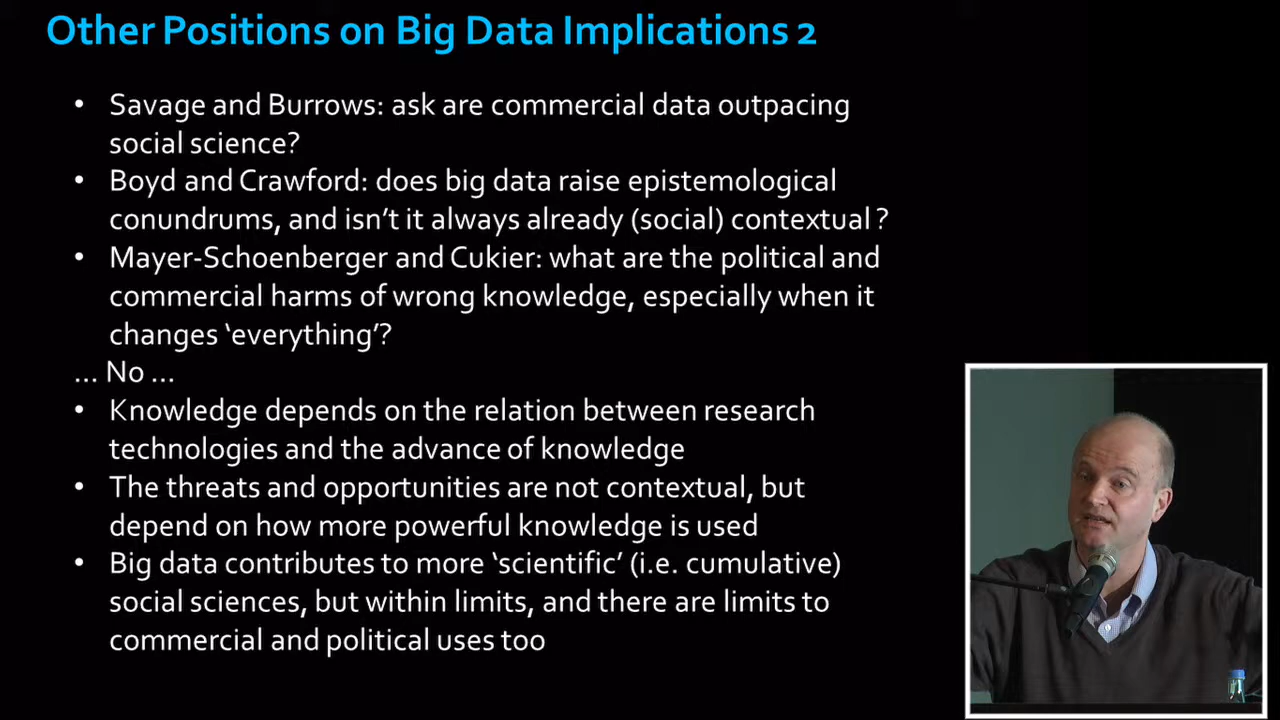 Other Positions on Big Data Implications 2
• Savage and Burrows: ask are commercial data outpacing
social science?
• Boyd and Crawford: does big data raise epistemological
conundrums, and isn’t it always already (social) contextual?
• Mayer-Schoenberger and Cukier: what are the political and
commercial harms of wrong knowledge, especially when it
changes ‘everything’?
... No ...
• Knowledge depends on the relation between research
technologies and the advance of knowledge
• The threats and opportunities are not contextual, but
depend on how more powerful knowledge is used
• Big data contributes to more ‘scientific’ (i.e. cumulative)
social sciences, but within limits, and there are limits to
commercial and political uses too